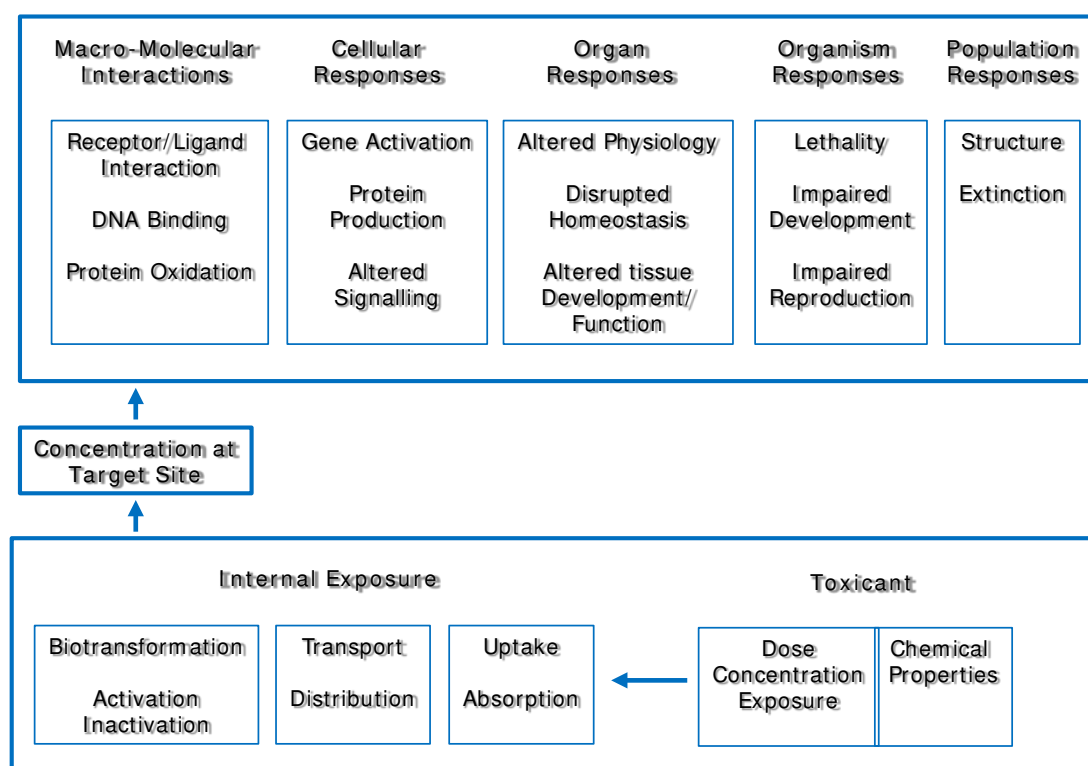 Macro-Molecular
Interactions
Cellular
Responses
Organ
Responses
Organism
Responses
Population
Responses
Receptor/Ligand
Interaction
DNA Binding
Protein Oxidation
Gene Activation
Protein
Production
Altered
Signalling
Altered Physiology
Disrupted
Homeostasis
Altered tissue
Development/
Function
Lethality
Impaired
Development
Impaired
Reproduction
Structure
Extinction
Concentration at
Target Site
Internal Exposure
Toxicant
Biotransformation
Activation
Inactivation
Transport
Distribution
Uptake
Absorption
Dose
Concentration
Exposure
Chemical
Properties